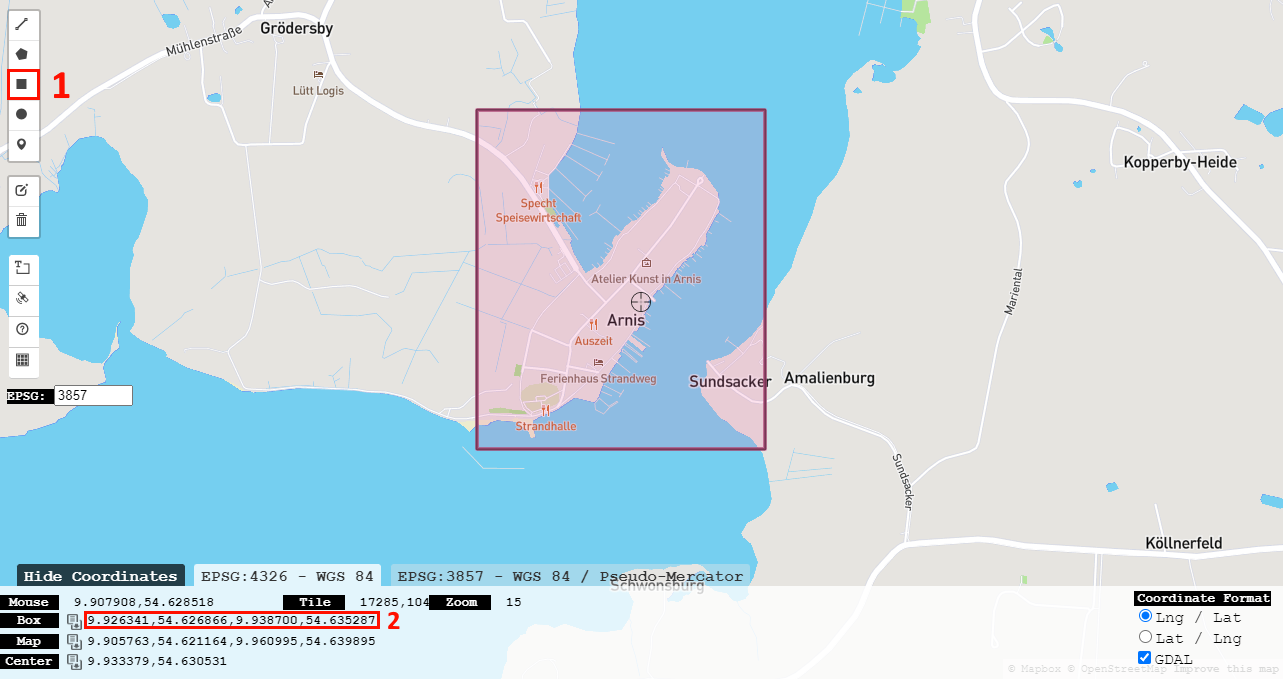 Grödersby
Mühlenstraße
Lütt Logis
1
Kopperby-Heide
Specht
Speisewirtschaft
Mariental
Atelier Kunst in Arnis
Arnis
Auszeit
Ferienhaus Strandweg
Sundsacker
Amalienburg
EPSG: 3857
Strandhalle
Sundsacker
Köllnerfeld
Hide Coordinates EPSG:4326 - WGS 84 EPSG:3857 - WGS 84 / Pseudo-Mercator
Schwonsburg
Mouse 9.907908,54.628518 Tile 17285,104 Zoom 15
Box 9.926341,54.626866,9.938700,54.635287 2
Map 9.905763,54.621164,9.960995,54.639895
Center 9.933379,54.630531
Coordinate Format
Lng / Lat
Lat / Lng
GDAL
© Mapbox © OpenStreetMap Improve this map